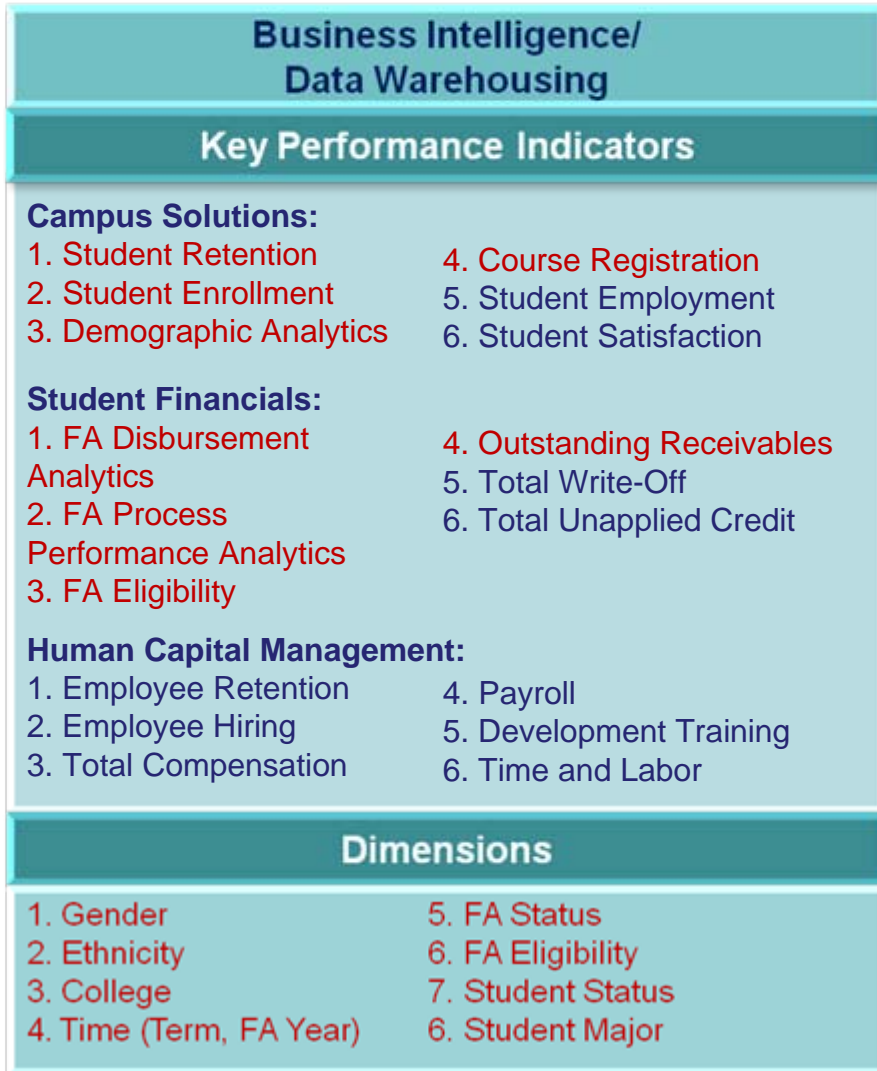 Business Intelligence/
Data Warehousing
Key Performance Indicators
Campus Solutions:
1. Student Retention
2. Student Enrollment
3. Demographic Analytics
4. Course Registration
5. Student Employment
6. Student Satisfaction
Student Financials:
1. FA Disbursement
Analytics
2. FA Process
Performance Analytics
3. FA Eligibility
4. Outstanding Receivables
5. Total Write-Off
6. Total Unapplied Credit
Human Capital Management:
1. Employee Retention
2. Employee Hiring
3. Total Compensation
4. Payroll
5. Development Training
6. Time and Labor
Dimensions
1. Gender
2. Ethnicity
3. College
4. Time (Term, FA Year)
5. FA Status
6. FA Eligibility
7. Student Status
6. Student Major